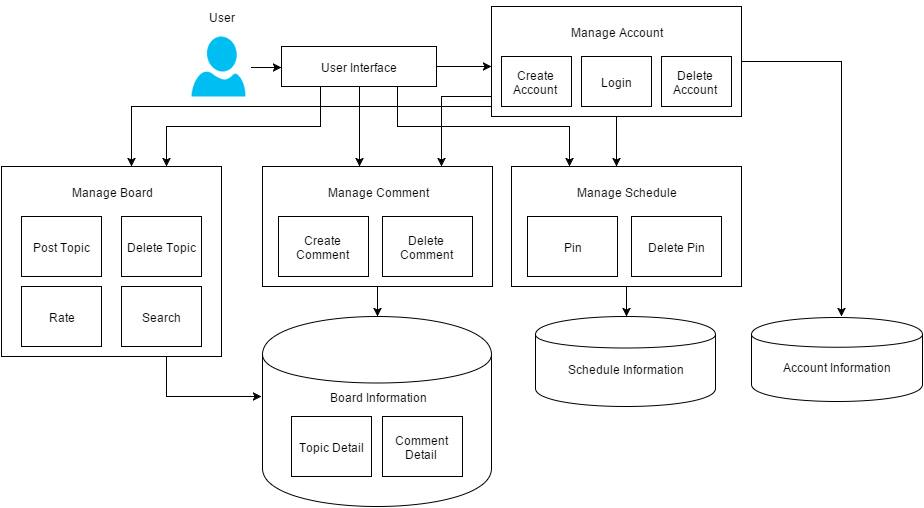 User
Manage Account
User Interface
Create
Account
Login
Delete
Account
Manage Board
Post Topic
Delete Topic
Rate
Search
Manage Comment
Create
Comment
Delete
Comment
Manage Schedule
Pin
Delete Pin
Board Information
Topic Detail
Comment
Detail
Schedule Information
Account Information